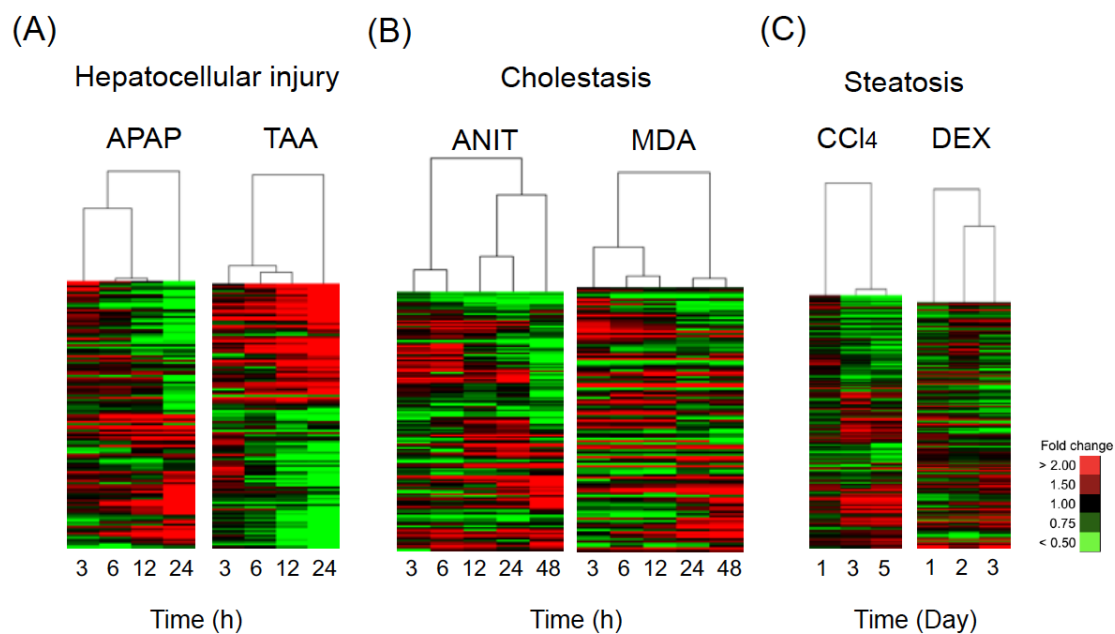 (A) (B) (C)
Hepatocellular injury Cholestasis Steatosis
APAP TAA ANIT MDA CCl4 DEX
Fold change
> 2.00
1.50
1.00
0.75
< 0.50
3 6 12 24 3 6 12 24 3 6 12 24 48 3 6 12 24 48 1 3 5 1 2 3
Time (h) Time (h) Time (Day)